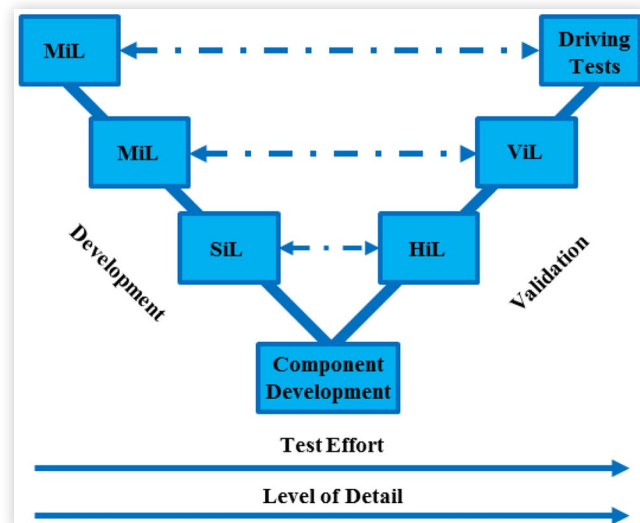 MiL
Driving
Tests
MiL
ViL
SiL
HiL
Development
Validation
Component
Development
Test Effort
Level of Detail